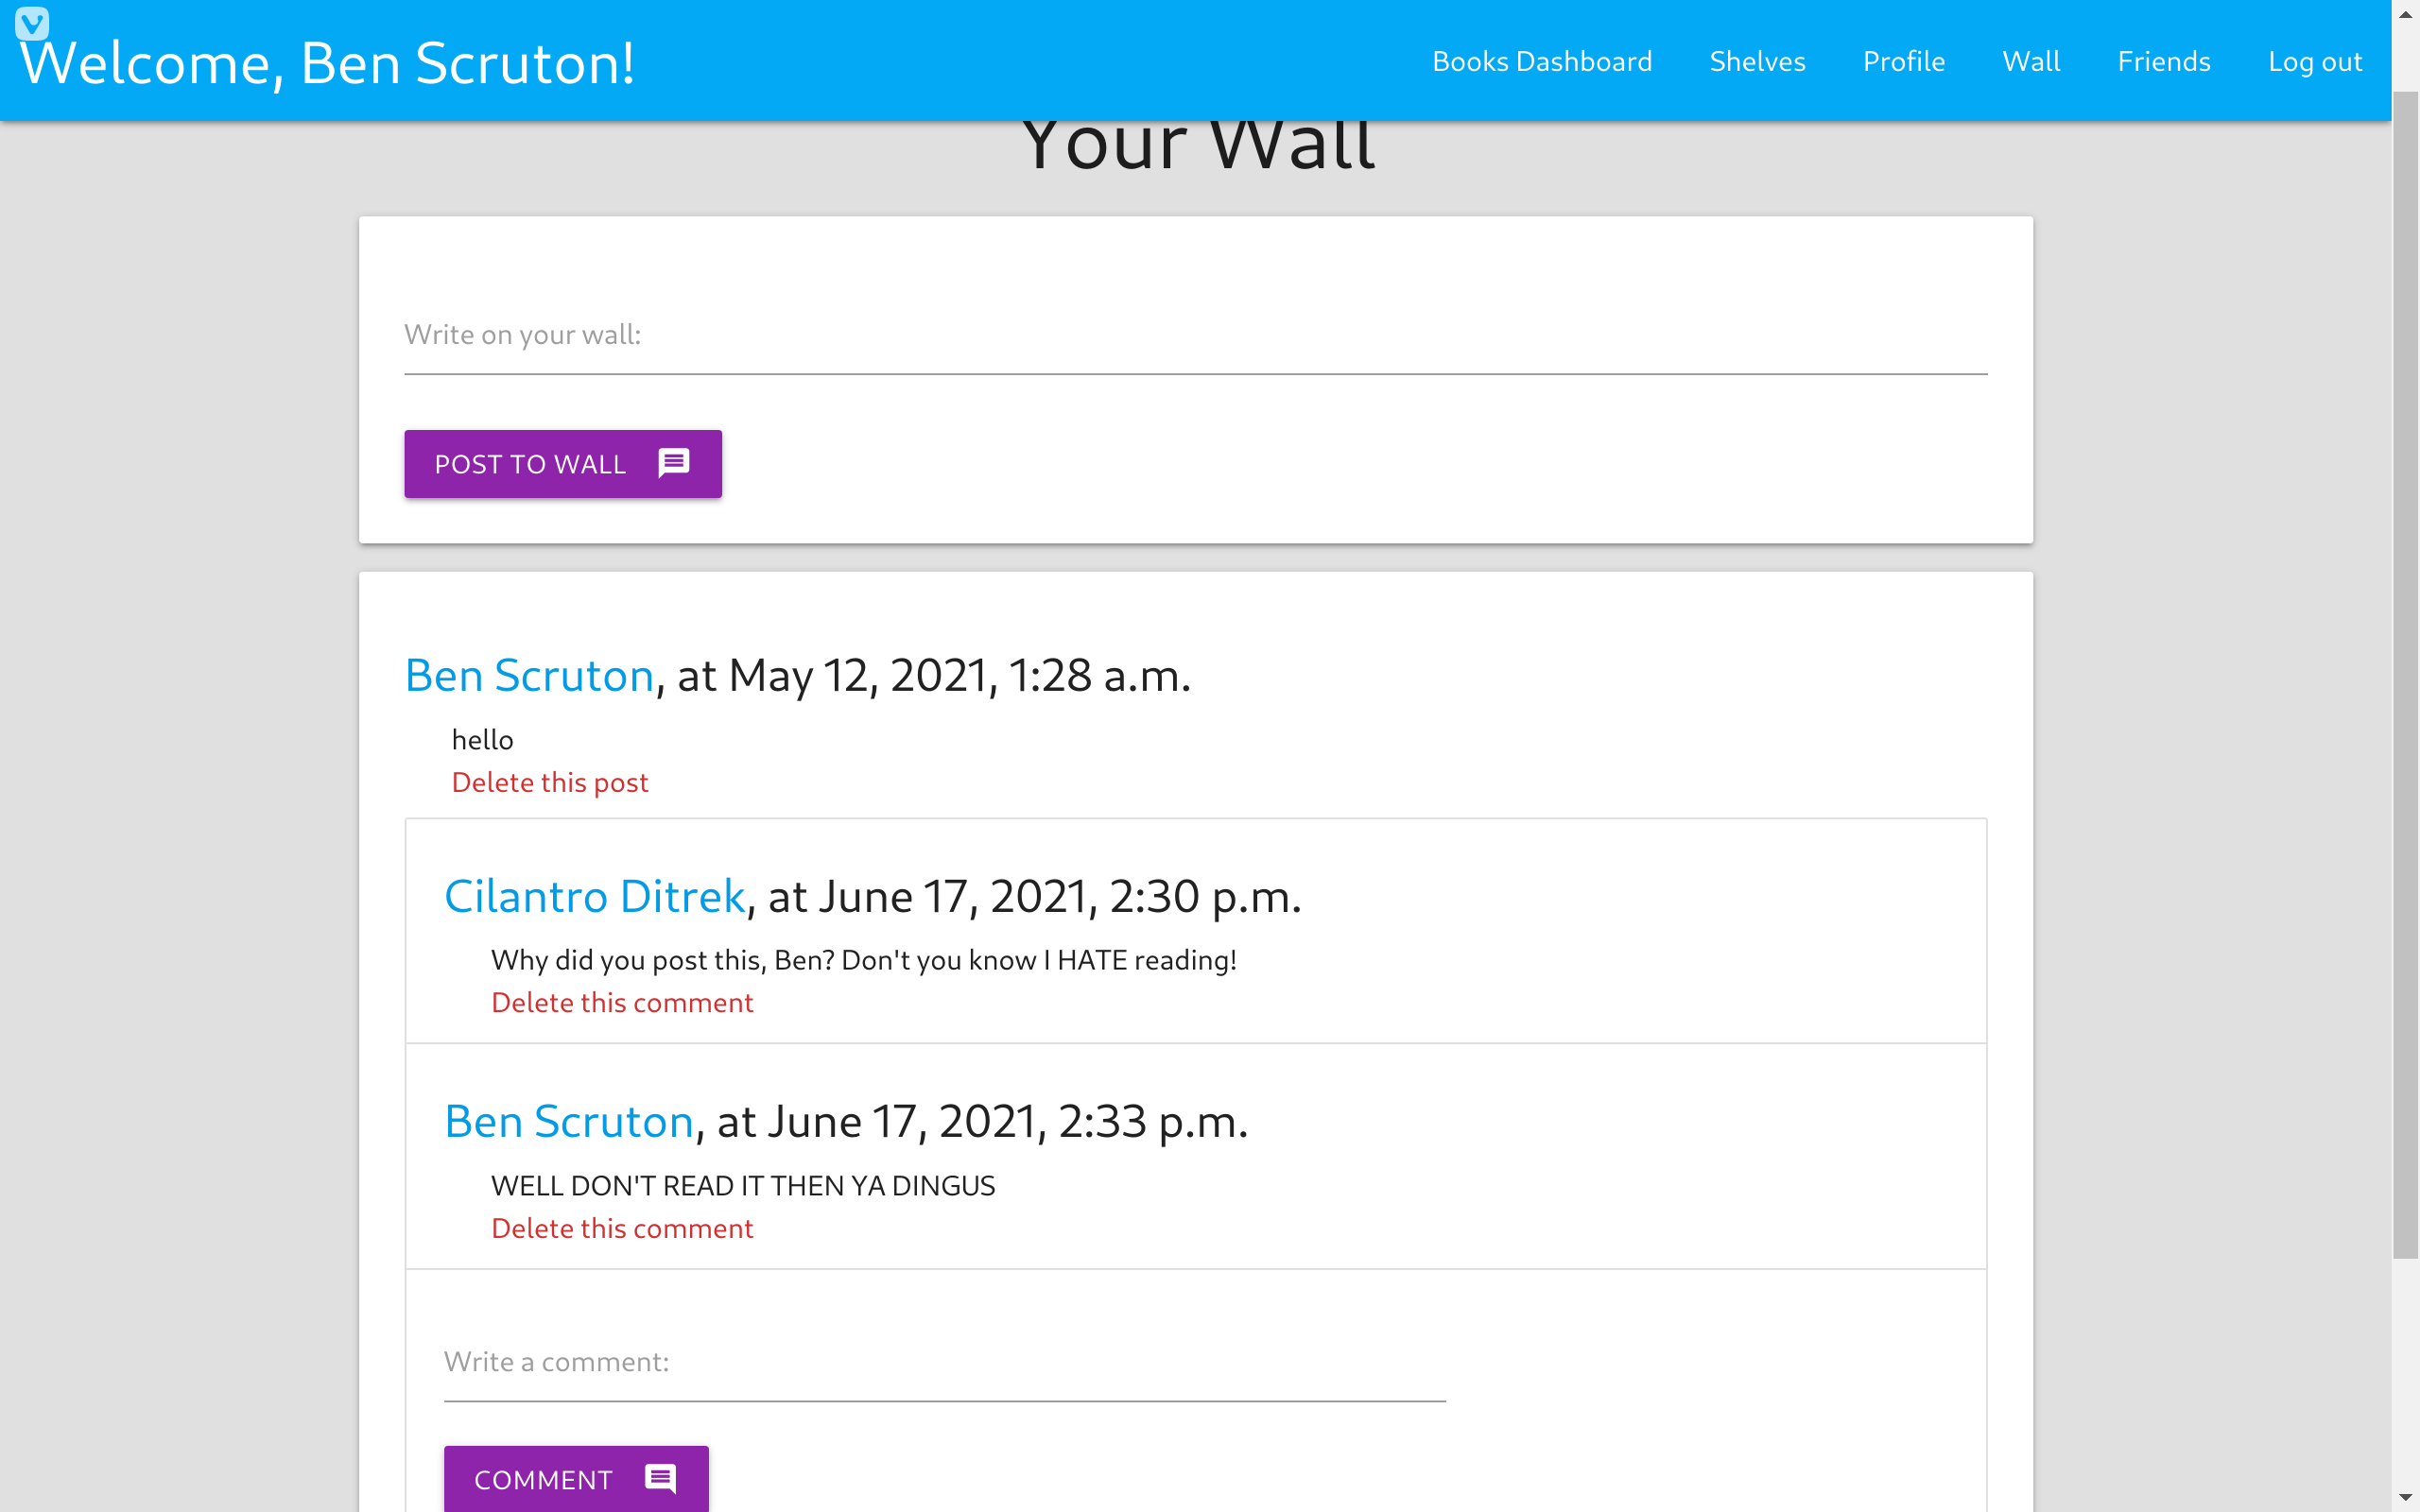 Welcome, Ben Scruton!
Books Dashboard Shelves Profile Wall Friends Log out
Your Wall
Write on your wall:
POST TO WALL
Ben Scruton, at May 12, 2021, 1:28 a.m.
hello
Delete this post
Cilantro Ditrek, at June 17, 2021, 2:30 p.m.
Why did you post this, Ben? Don't you know I HATE reading!
Delete this comment
Ben Scruton, at June 17, 2021, 2:33 p.m.
WELL DON'T READ IT THEN YA DINGUS
Delete this comment
Write a comment:
COMMENT